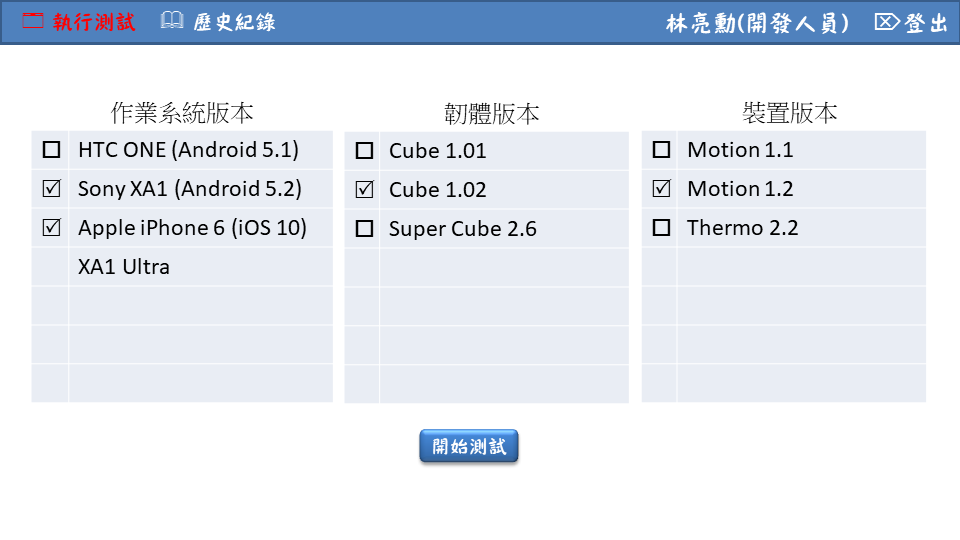 執行測試 歷史紀錄 林亮勳(開發人員) 登出
作業系統版本
HTC ONE (Android 5.1)
Sony XA1 (Android 5.2)
Apple iPhone 6 (iOS 10)
XA1 Ultra
韌體版本
Cube 1.01
Cube 1.02
Super Cube 2.6
裝置版本
Motion 1.1
Motion 1.2
Thermo 2.2
開始測試